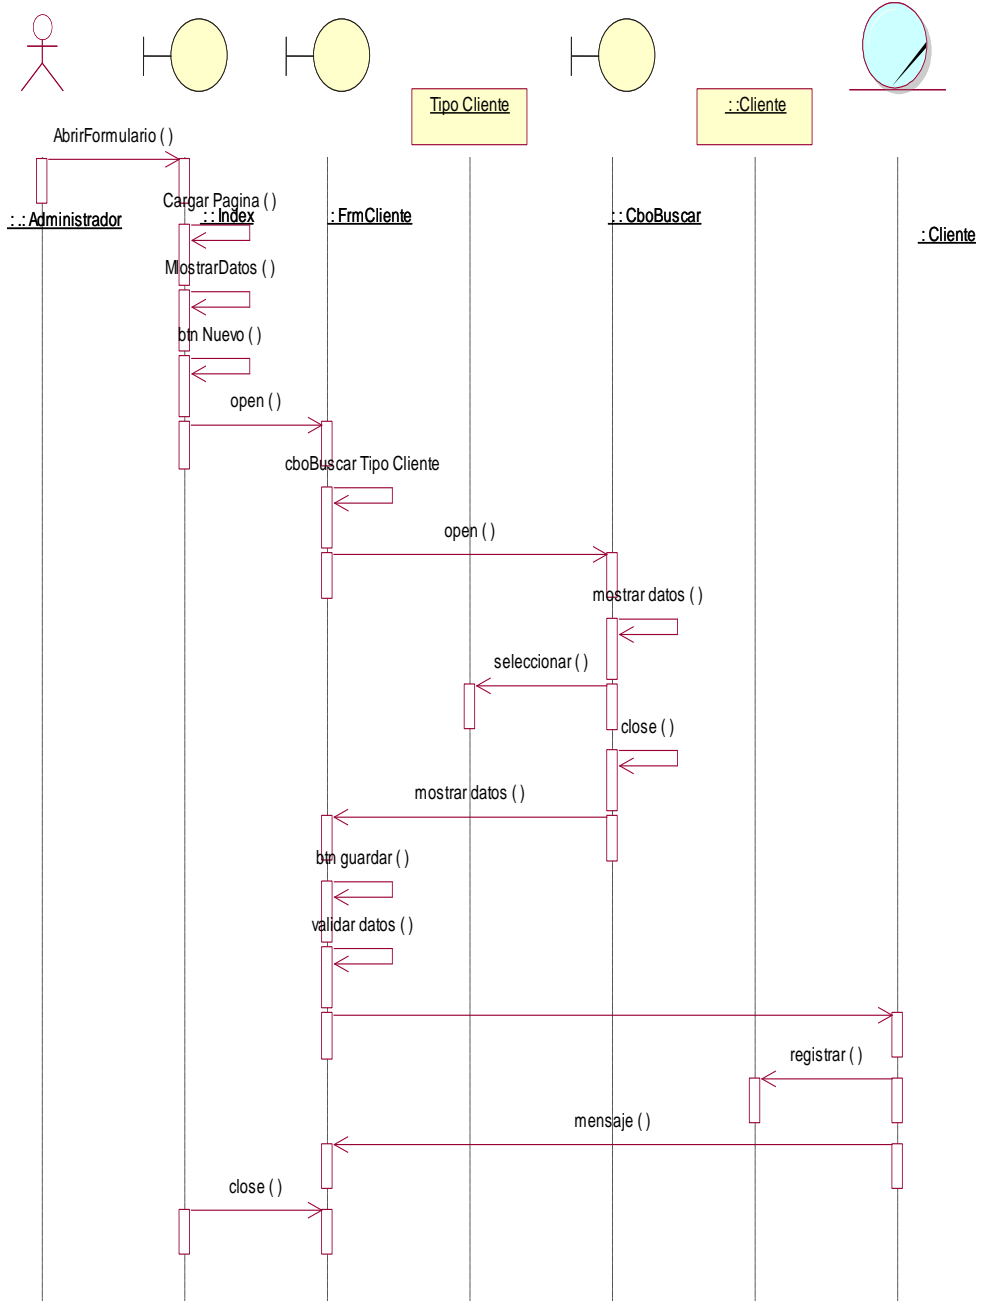 Tipo Cliente
: :Cliente
AbrirFormulario ( )
Cargar Pagina ( )
: .: Administrador
: : Index
: FrmCliente
: : CboBuscar
: Cliente
MostrarDatos ( )
btn Nuevo ( )
open ( )
cboBuscar Tipo Cliente
open ( )
mostrar datos ( )
seleccionar ( )
close ( )
mostrar datos ( )
btn guardar ( )
validar datos ( )
registrar ( )
mensaje ( )
close ( )